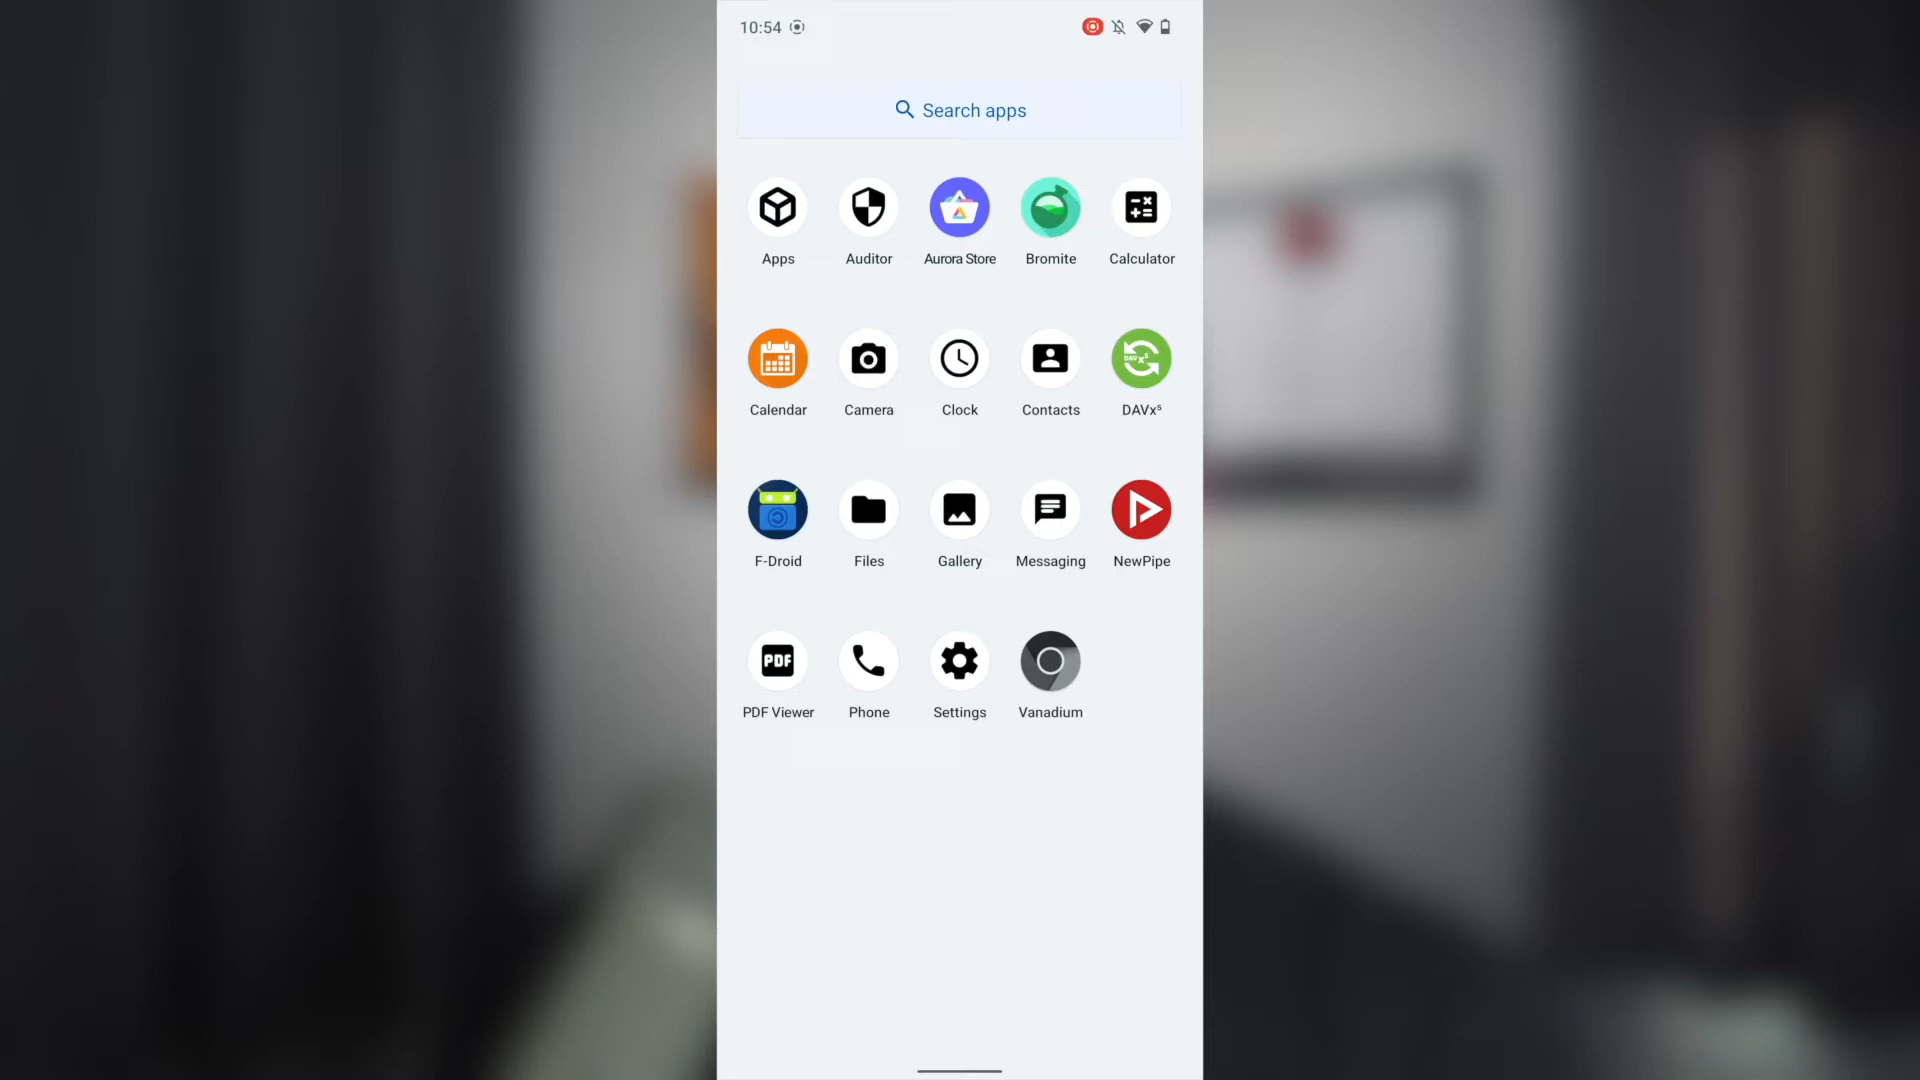 10:54
Search apps
Apps
Auditor
Aurora Store
Bromite
Calculator
Calendar
Camera
Clock
Contacts
DAVx⁵
DAVx⁵
F-Droid
Files
Gallery
Messaging
NewPipe
PDF
PDF Viewer
Phone
Settings
Vanadium